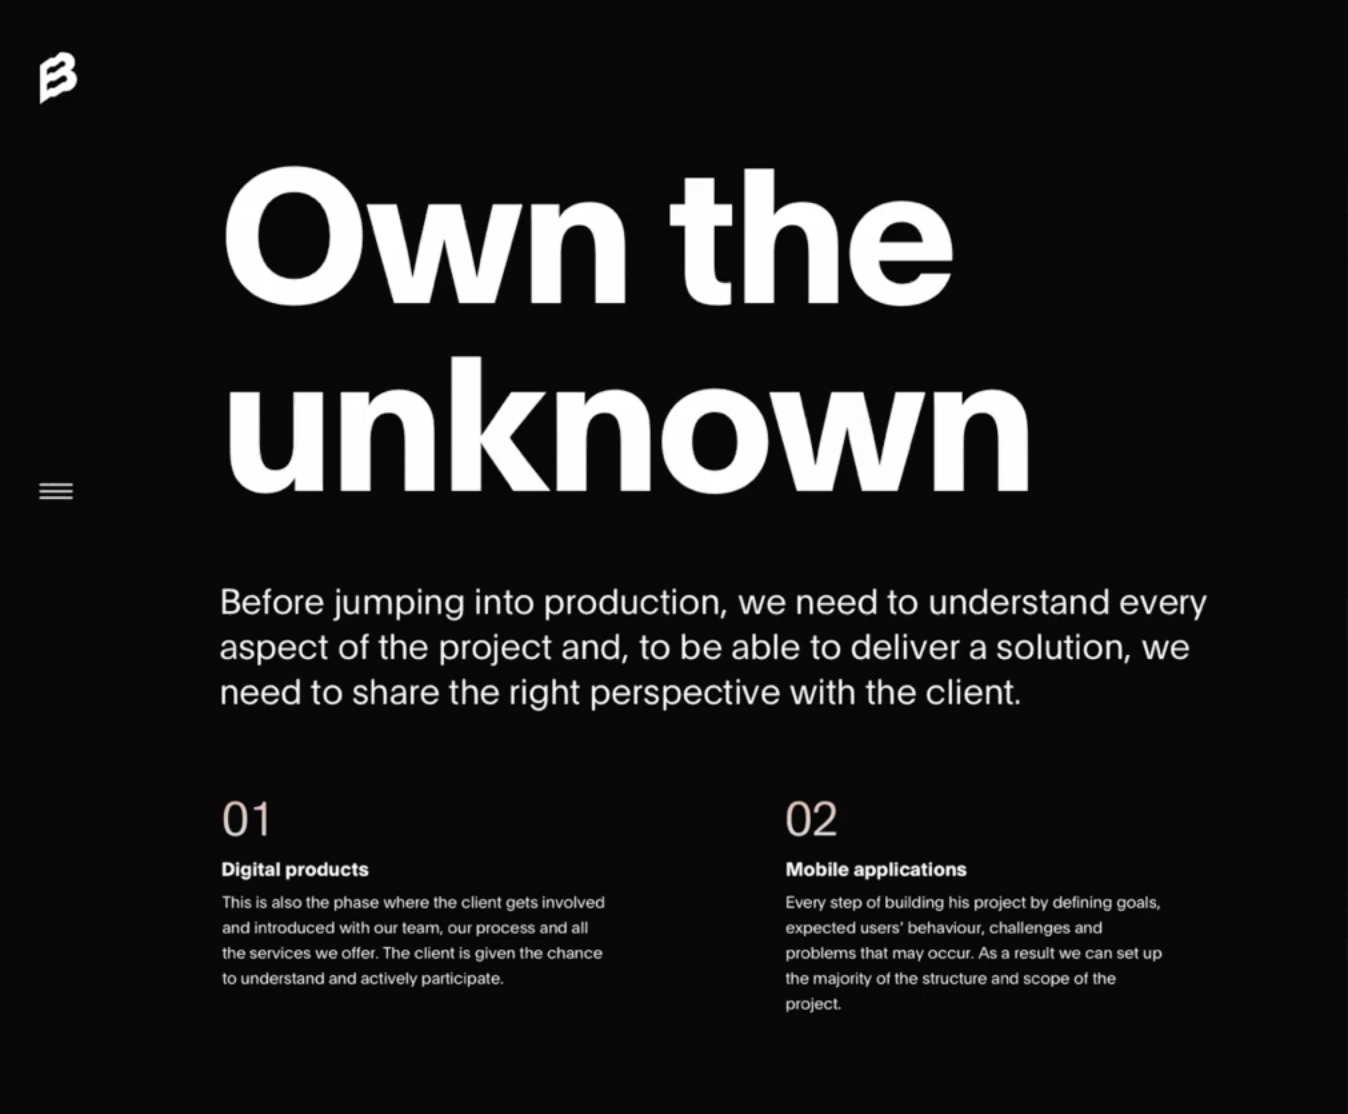 B
Own the
unknown
Before jumping into production, we need to understand every
aspect of the project and, to be able to deliver a solution, we
need to share the right perspective with the client.
01
Digital products
This is also the phase where the client gets involved
and introduced with our team, our process and all
the services we offer. The client is given the chance
to understand and actively participate.
02
Mobile applications
Every step of building his project by defining goals,
expected users’ behaviour, challenges and
problems that may occur. As a result we can set up
the majority of the structure and scope of the
project.